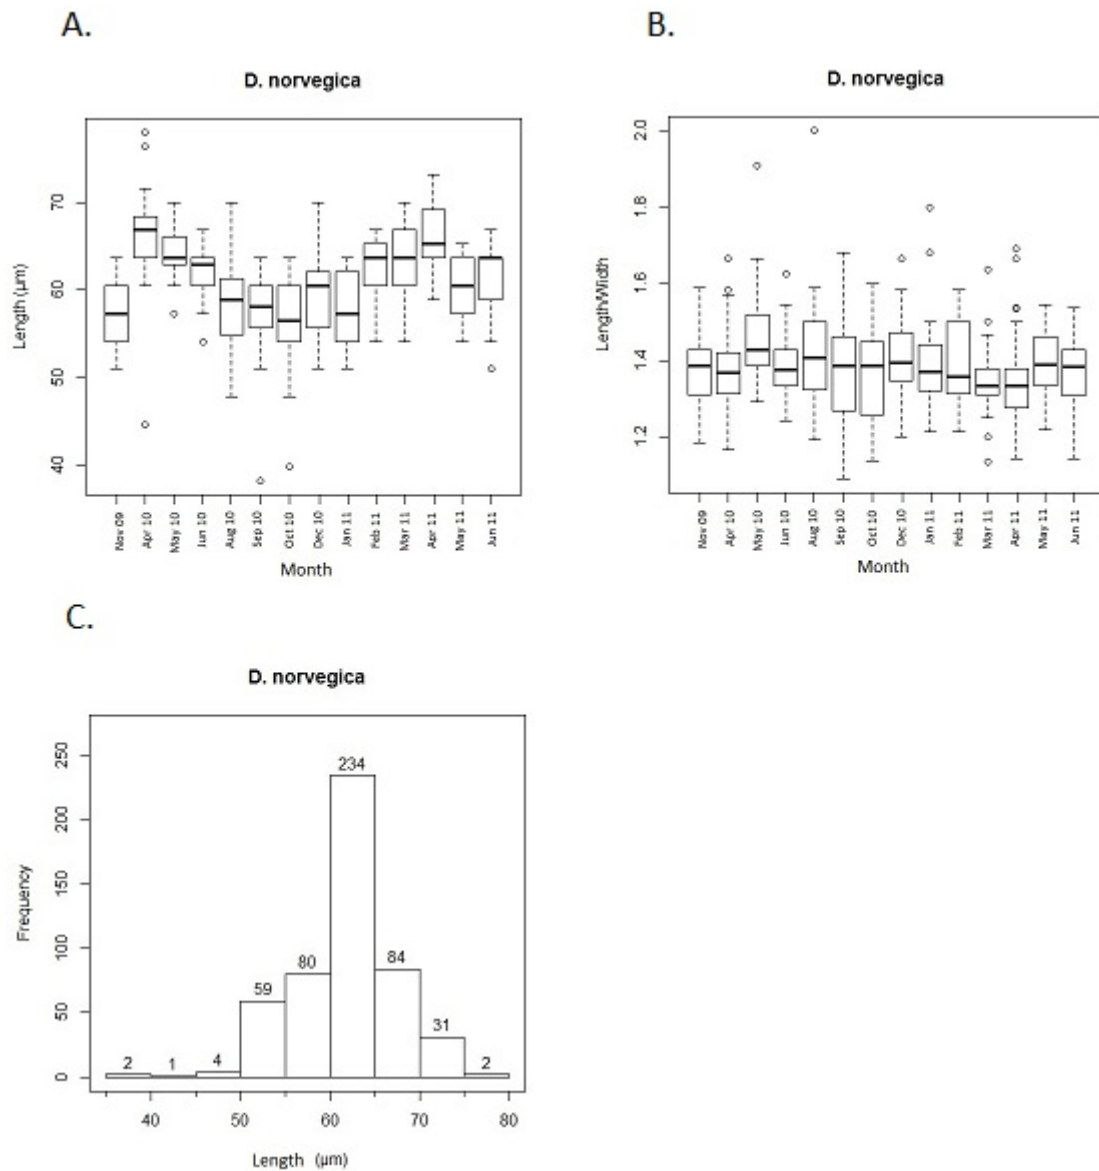 A.
D. norvegica
Length (µm)
70
60
50
40
Nov 09
Apr 10
May 10
Jun 10
Aug 10
Sep 10
Oct 10
Dec 10
Jan 11
Feb 11
Mar 11
Apr 11
May 11
Jun 11
Month
B.
D. norvegica
Length/Width
2.0
1.8
1.6
1.4
1.2
Nov 09
Apr 10
May 10
Jun 10
Aug 10
Sep 10
Oct 10
Dec 10
Jan 11
Feb 11
Mar 11
Apr 11
May 11
Jun 11
Month
C.
D. norvegica
Frequency
250
200
150
100
50
0
2
1
4
59
80
234
84
31
2
40
50
60
70
80
Length (µm)